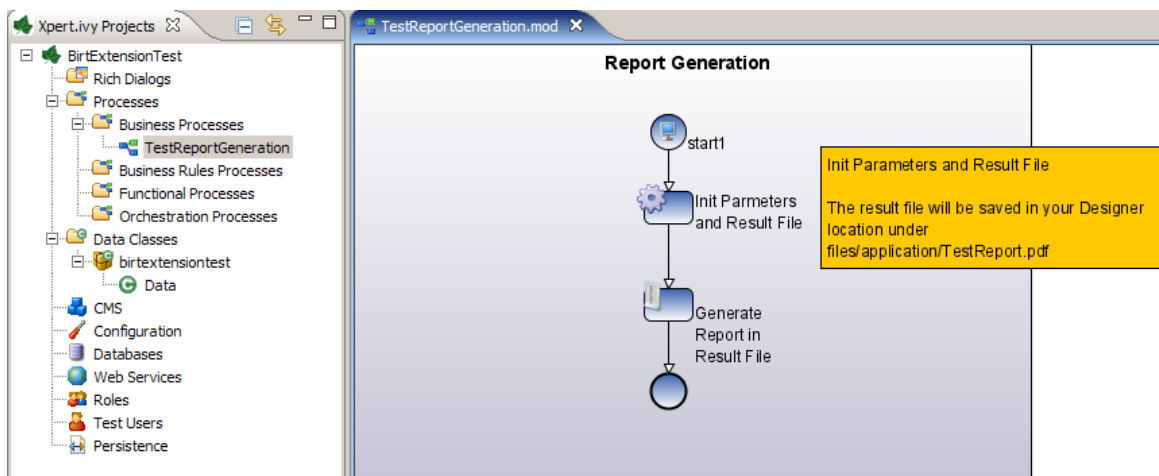 Xpert.ivy Projects
BirtExtensionTest
Rich Dialogs
Processes
Business Processes
TestReportGeneration
Business Rules Processes
Functional Processes
Orchestration Processes
Data Classes
birtextensiontest
Data
CMS
Configuration
Databases
Web Services
Roles
Test Users
Persistence
TestReportGeneration.mod
Report Generation
start1
Init Parmeters
and Result File
Generate
Report in
Result File
Init Parameters and Result File
The result file will be saved in your Designer
location under
files/application/TestReport.pdf